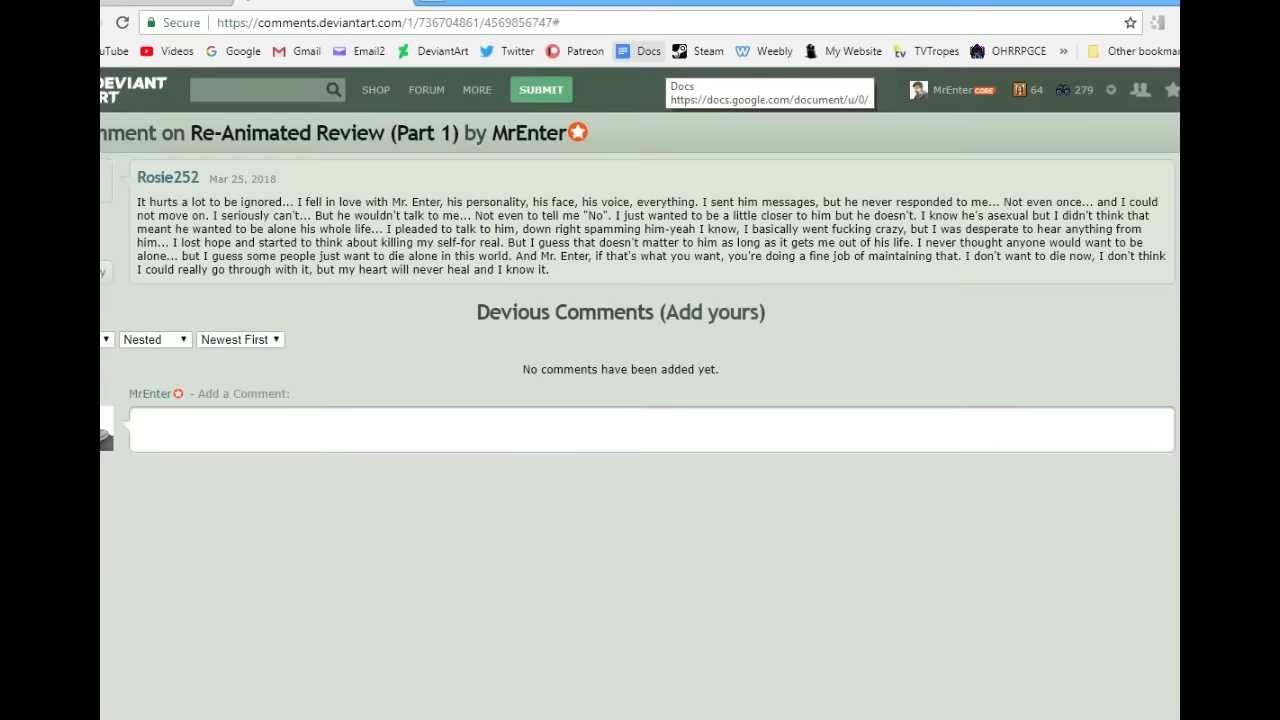 Secure https://comments.deviantart.com/1/736704861/4569856747#
uTube Videos Google Gmail Email2 DeviantArt Twitter Patreon Docs Steam Weebly My Website TVTropes OHRRPGCE » Other bookmar
DEVIANT
ART
SHOP FORUM MORE SUBMIT
Docs
https://docs.google.com/document/u/0/
MrEnter CORE 64 279
mment on Re-Animated Review (Part 1) by MrEnter
Rosie252 Mar 25, 2018
It hurts a lot to be ignored... I fell in love with Mr. Enter, his personality, his face, his voice, everything. I sent him messages, but he never responded to me... Not even once... and I could
not move on. I seriously can't... But he wouldn't talk to me... Not even to tell me "No". I just wanted to be a little closer to him but he doesn't. I know he's asexual but I didn't think that
meant he wanted to be alone his whole life... I pleaded to talk to him, down right spamming him-yeah I know, I basically went fucking crazy, but I was desperate to hear anything from
him... I lost hope and started to think about killing my self-for real. But I guess that doesn't matter to him as long as it gets me out of his life. I never thought anyone would want to be
alone... but I guess some people just want to die alone in this world. And Mr. Enter, if that's what you want, you're doing a fine job of maintaining that. I don't want to die now, I don't think
I could really go through with it, but my heart will never heal and I know it.
y
Devious Comments (Add yours)
Nested Newest First
No comments have been added yet.
MrEnter - Add a Comment: